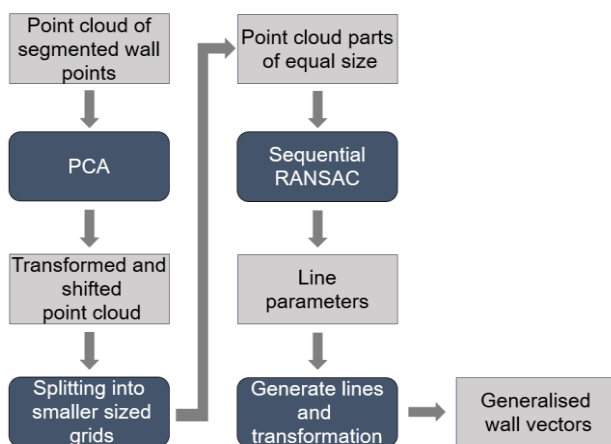 Point cloud of
segmented wall
points
PCA
Transformed and
shifted
point cloud
Splitting into
smaller sized
grids
Point cloud parts
of equal size
Sequential
RANSAC
Line
parameters
Generate lines
and
transformation
Generalised
wall vectors